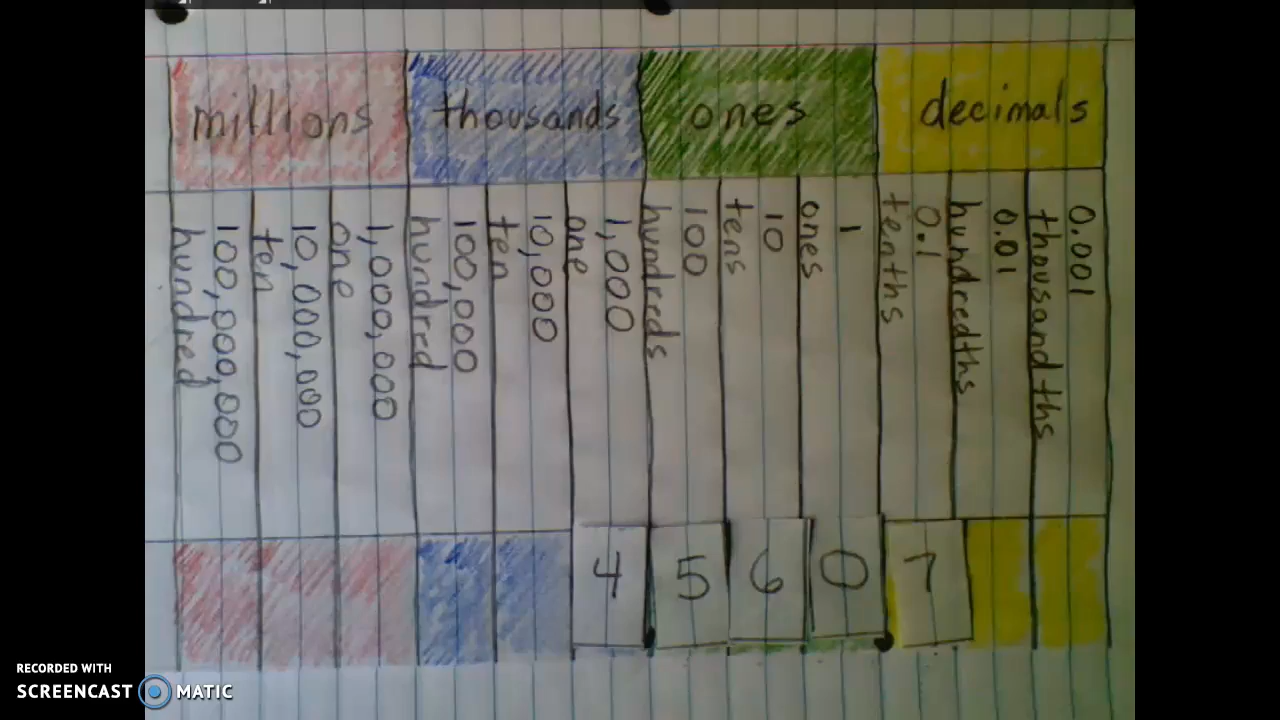 millions thousands ones decimals
hundred
100,000,000
ten
10,000,000
one
1,000,000
hundred
100,000
ten
10,000
one
1,000
hundreds
100
tens
10
ones
1
tenths
0.1
hundredths
0.01
thousandths
0.001
4 5 6 0 7
RECORDED WITH
SCREENCAST MATIC